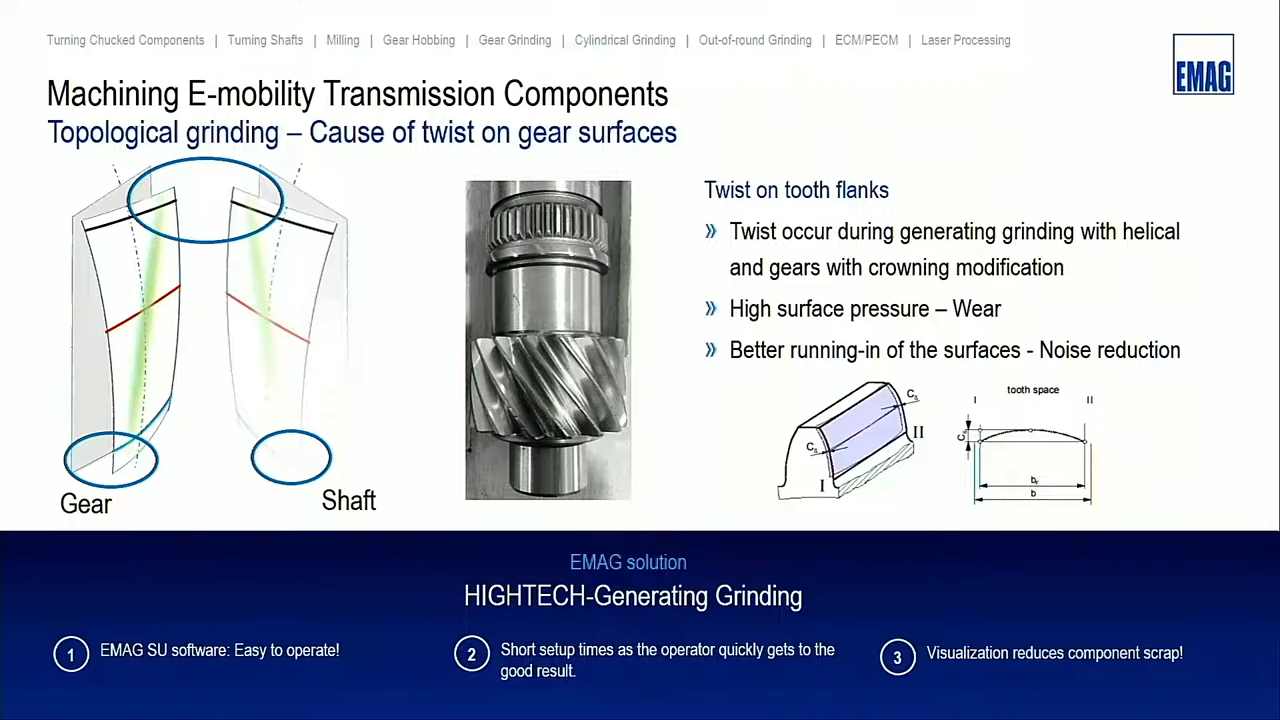 Turning Chucked Components | Turning Shafts | Milling | Gear Hobbing | Gear Grinding | Cylindrical Grinding | Out-of-round Grinding | ECM/PECM | Laser Processing
EMAG
Machining E-mobility Transmission Components
Topological grinding – Cause of twist on gear surfaces
Gear
Shaft
Twist on tooth flanks
» Twist occur during generating grinding with helical
and gears with crowning modification
» High surface pressure – Wear
» Better running-in of the surfaces - Noise reduction
tooth space
I II
II
I
b
EMAG solution
HIGHTECH-Generating Grinding
1 EMAG SU software: Easy to operate!
2 Short setup times as the operator quickly gets to the
good result.
3 Visualization reduces component scrap!